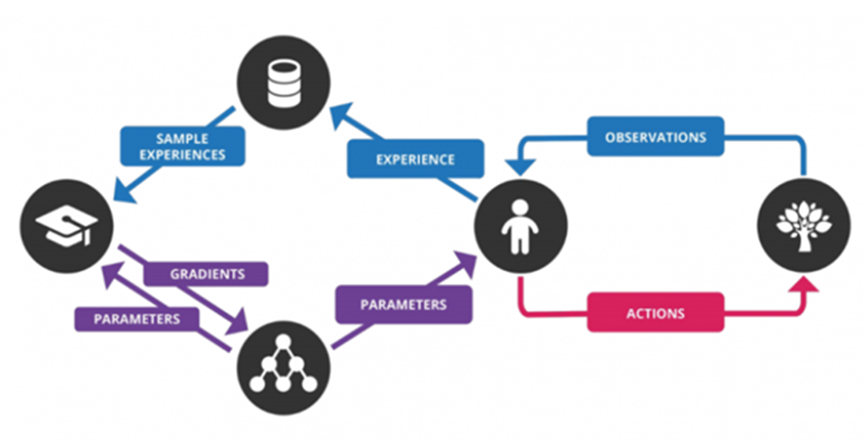 SAMPLE
EXPERIENCES
EXPERIENCE
OBSERVATIONS
GRADIENTS
PARAMETERS
PARAMETERS
ACTIONS